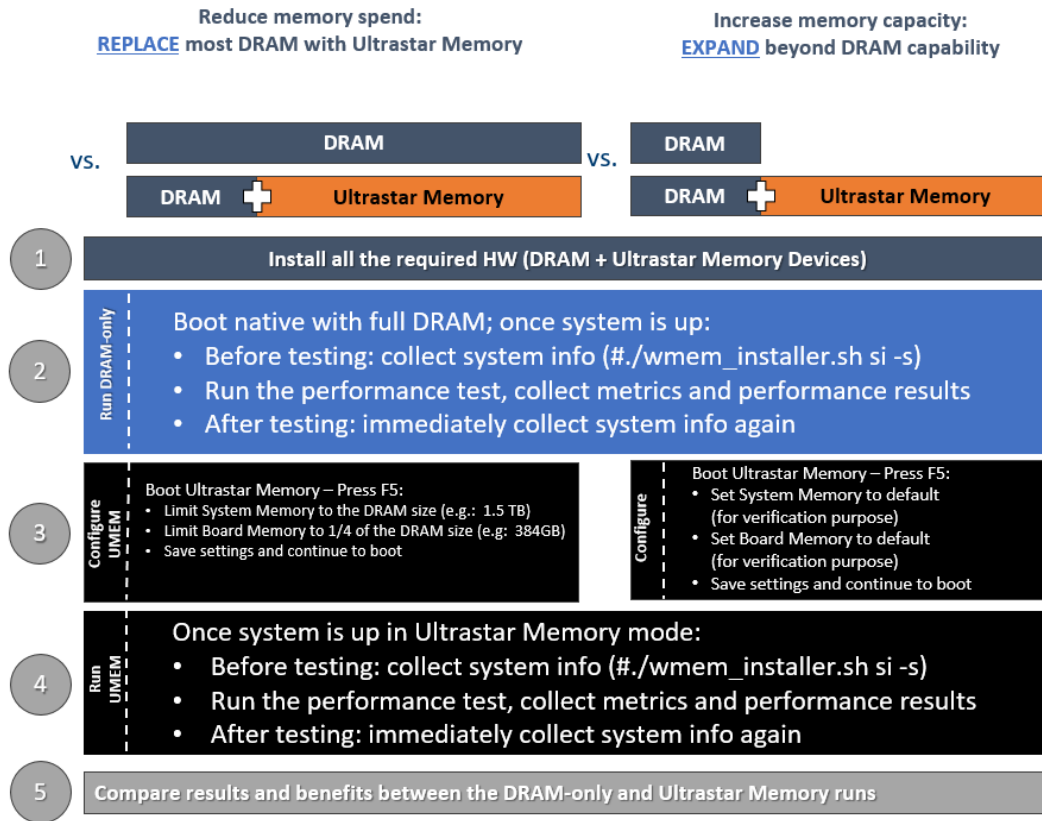 Reduce memory spend:
REPLACE most DRAM with Ultrastar Memory
Increase memory capacity:
EXPAND beyond DRAM capability
vs.
DRAM
DRAM
Ultrastar Memory
vs.
DRAM
DRAM
Ultrastar Memory
1
Install all the required HW (DRAM + Ultrastar Memory Devices)
2
Run DRAM-only
Boot native with full DRAM; once system is up:
• Before testing: collect system info (#./wmem_installer.sh si -s)
• Run the performance test, collect metrics and performance results
• After testing: immediately collect system info again
3
Configure
UMEM
Boot Ultrastar Memory – Press F5:
• Limit System Memory to the DRAM size (e.g.: 1.5 TB)
• Limit Board Memory to 1/4 of the DRAM size (e.g: 384GB)
• Save settings and continue to boot
Configure
Boot Ultrastar Memory – Press F5:
• Set System Memory to default
(for verification purpose)
• Set Board Memory to default
(for verification purpose)
• Save settings and continue to boot
4
Run
UMEM
Once system is up in Ultrastar Memory mode:
• Before testing: collect system info (#./wmem_installer.sh si -s)
• Run the performance test, collect metrics and performance results
• After testing: immediately collect system info again
5
Compare results and benefits between the DRAM-only and Ultrastar Memory runs